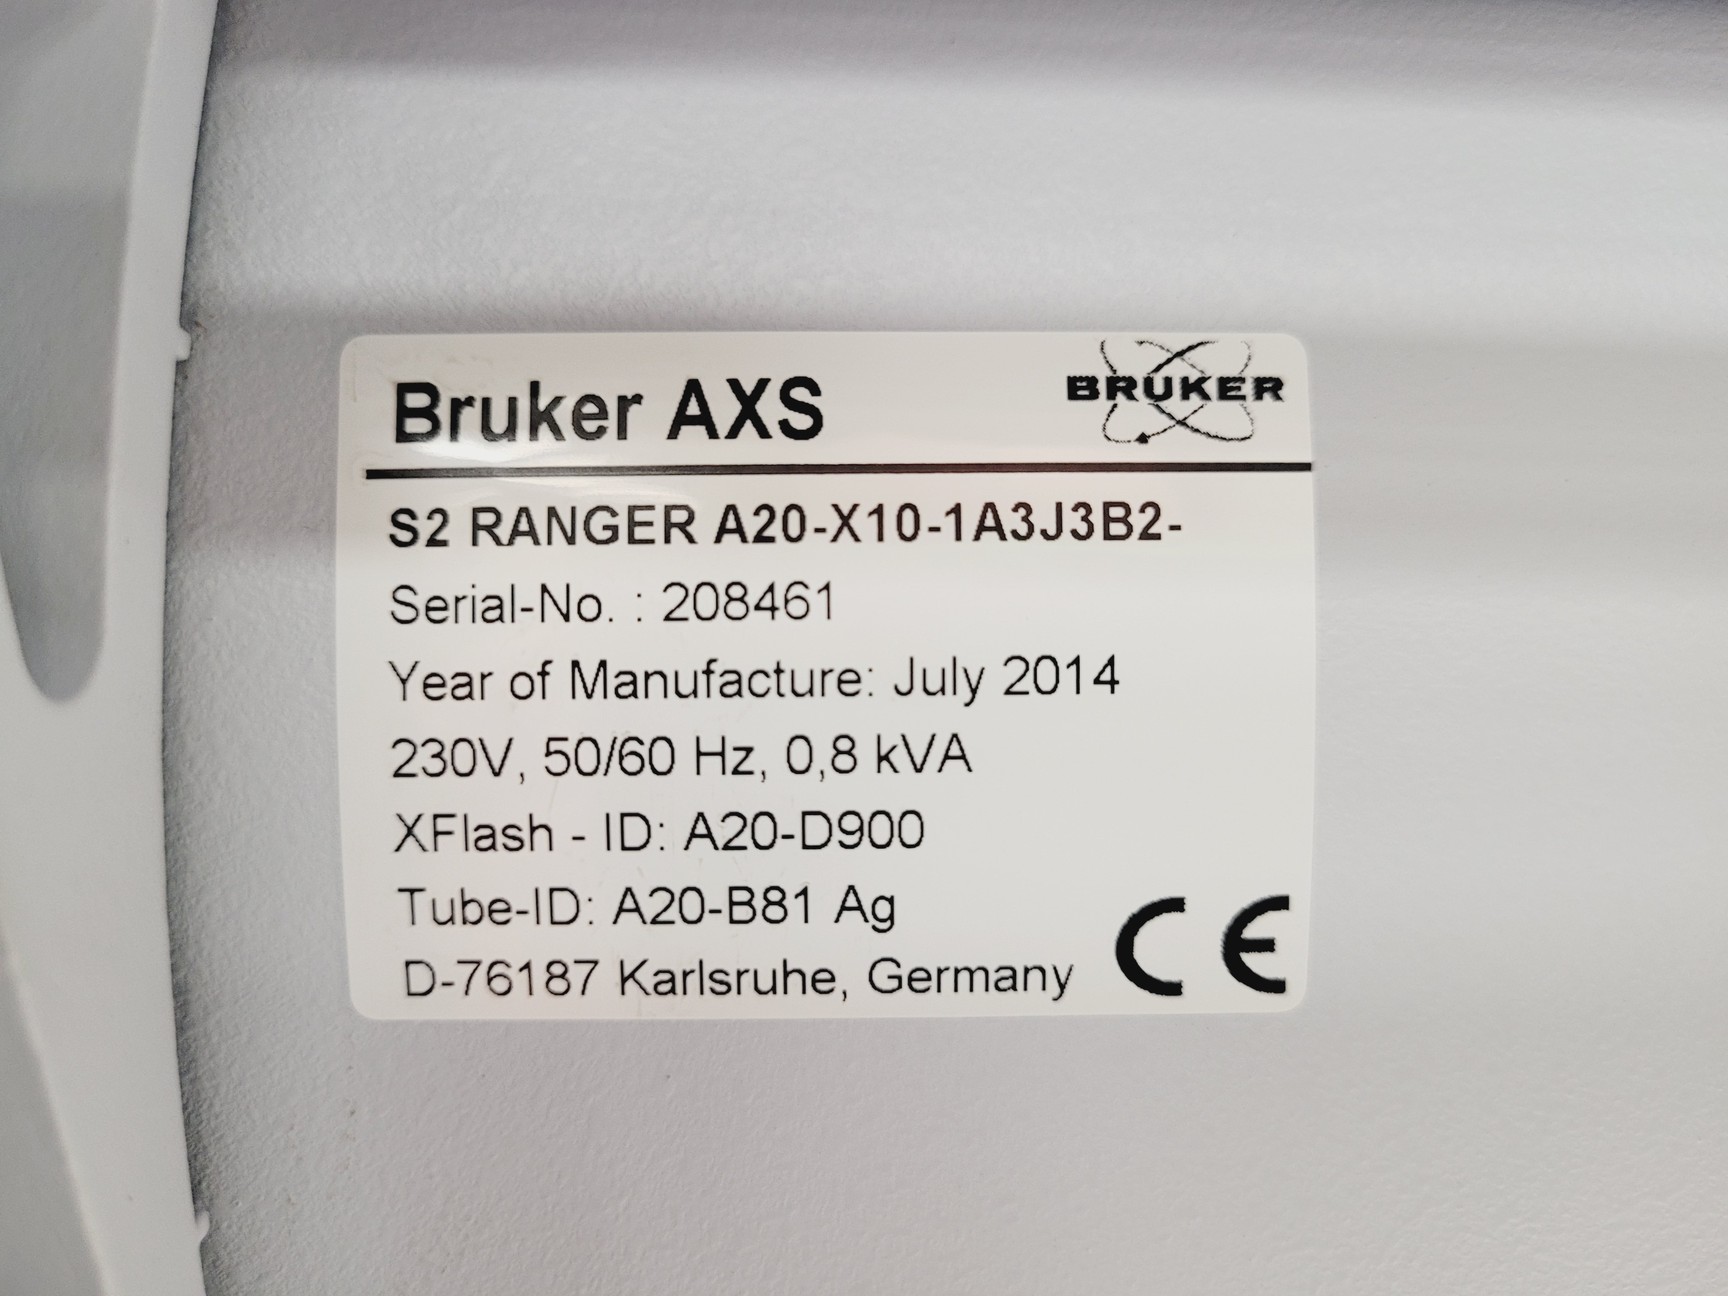 Bruker AXS
BRUKER
S2 RANGER A20-X10-1A3J3B2-
Serial-No. : 208461
Year of Manufacture: July 2014
230V, 50/60 Hz, 0,8 kVA
XFlash - ID: A20-D900
Tube-ID: A20-B81 Ag
D-76187 Karlsruhe, Germany
CE